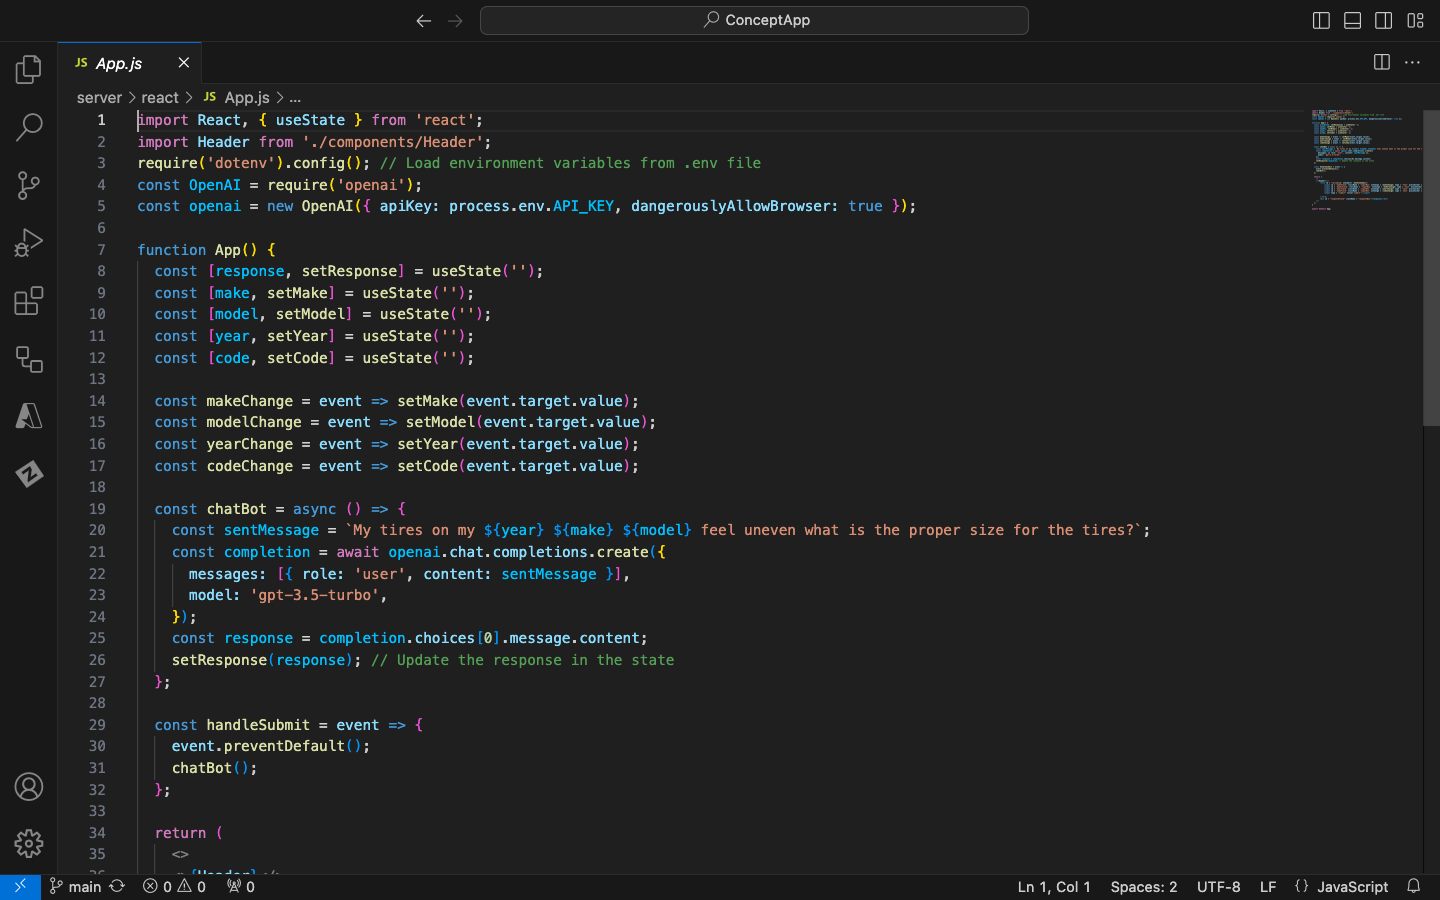 ConceptApp
JS App.js
server > react > JS App.js > ...
1 import React, { useState } from 'react';
2 import Header from './components/Header';
3 require('dotenv').config(); // Load environment variables from .env file
4 const OpenAI = require('openai');
5 const openai = new OpenAI({ apiKey: process.env.API_KEY, dangerouslyAllowBrowser: true });
6
7 function App() {
8   const [response, setResponse] = useState('');
9   const [make, setMake] = useState('');
10   const [model, setModel] = useState('');
11   const [year, setYear] = useState('');
12   const [code, setCode] = useState('');
13
14   const makeChange = event => setMake(event.target.value);
15   const modelChange = event => setModel(event.target.value);
16   const yearChange = event => setYear(event.target.value);
17   const codeChange = event => setCode(event.target.value);
18
19   const chatBot = async () => {
20     const sentMessage = `My tires on my ${year} ${make} ${model} feel uneven what is the proper size for the tires?`;
21     const completion = await openai.chat.completions.create({
22       messages: [{ role: 'user', content: sentMessage }],
23       model: 'gpt-3.5-turbo',
24     });
25     const response = completion.choices[0].message.content;
26     setResponse(response); // Update the response in the state
27   };
28
29   const handleSubmit = event => {
30     event.preventDefault();
31     chatBot();
32   };
33
34   return (
35     <>
main 0 0 0 Ln 1, Col 1 Spaces: 2 UTF-8 LF {} JavaScript